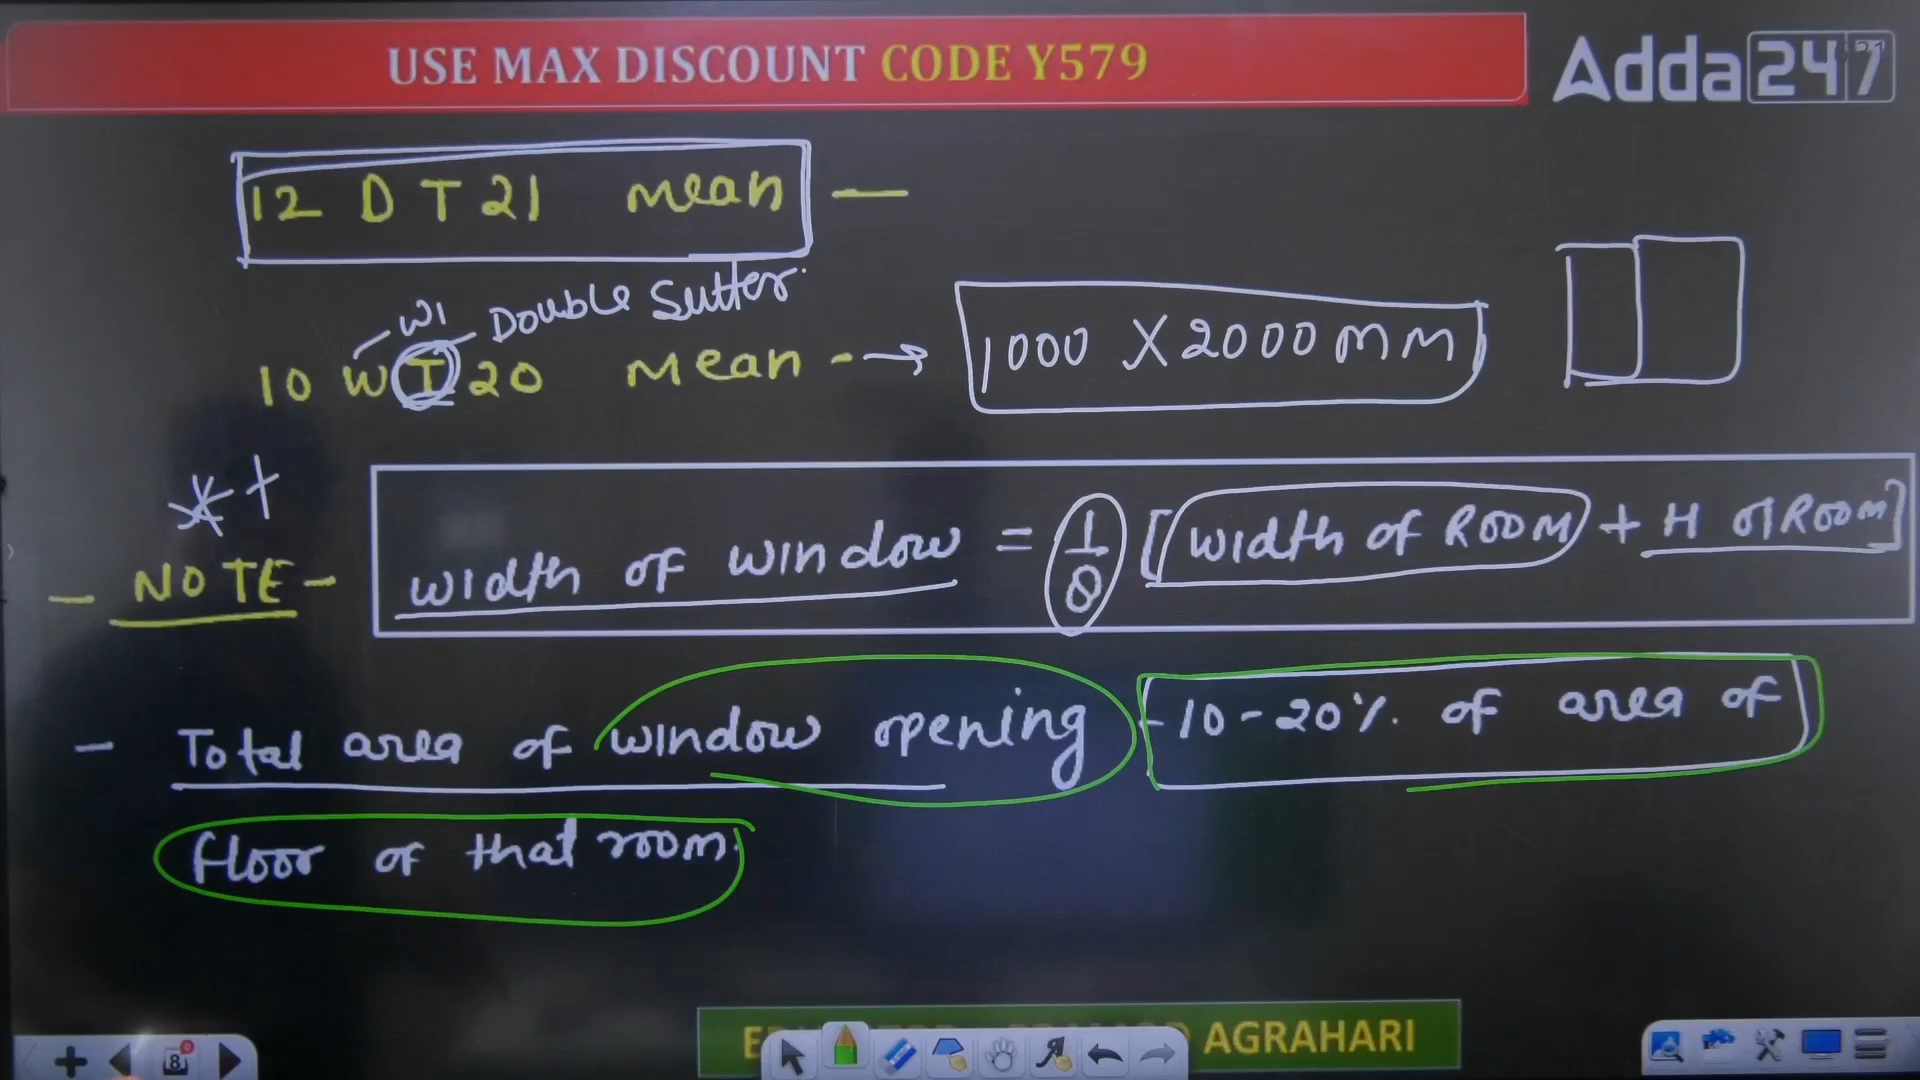 USE MAX DISCOUNT CODE Y579
Adda247
12 D T 21 mean —
W1 Double Sutter.
10 W T 20 Mean - → 1000 X 2000 MM
- NOTE - width of window = 1/8 [width of ROOM + H of Room]
- Total area of window opening - 10 - 20% of area of
floor of that room.
AGRAHARI
8